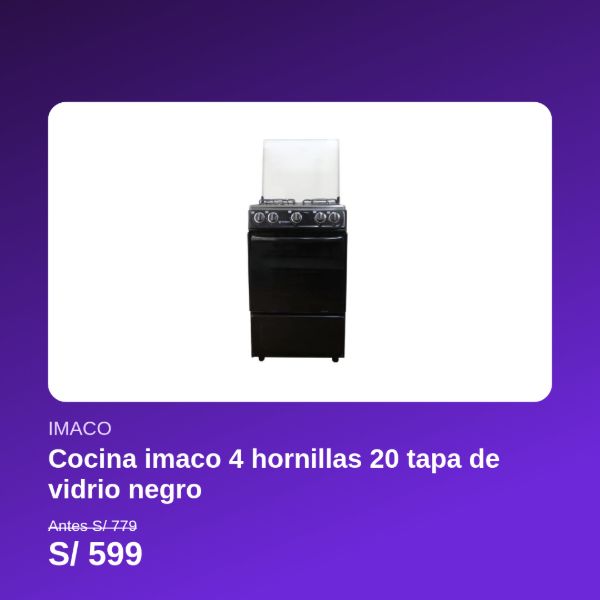 IMACO
Cocina imaco 4 hornillas 20 tapa de
vidrio negro
Antes S/ 779
S/ 599